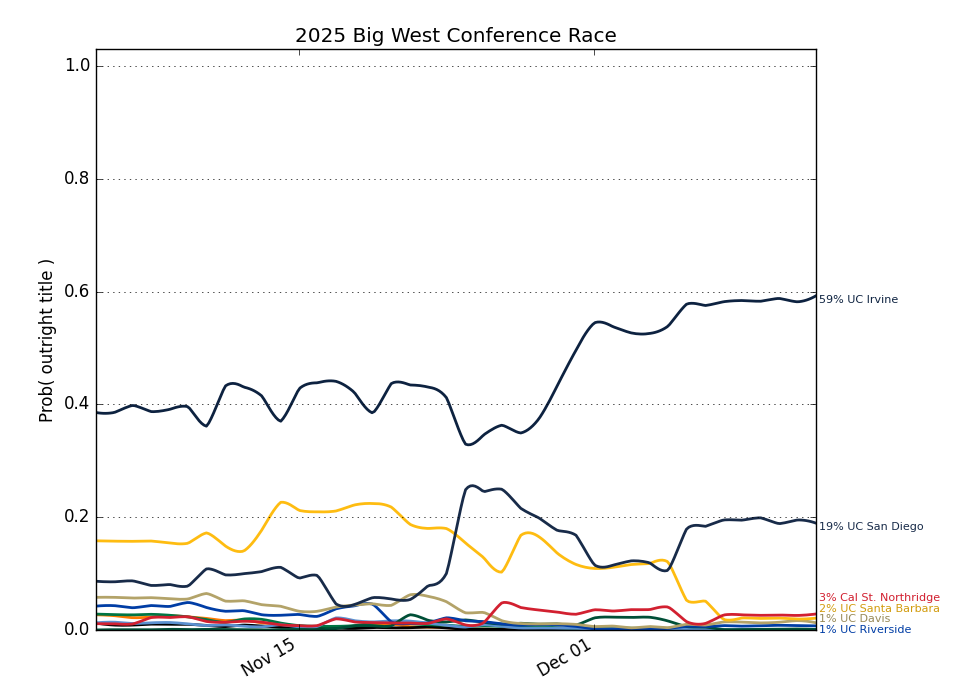 2025 Big West Conference Race
Prob( outright title )
1.0
0.8
0.6
0.4
0.2
0.0
Nov 15
Dec 01
59% UC Irvine
19% UC San Diego
3% Cal St. Northridge
2% UC Santa Barbara
1% UC Davis
1% UC Riverside